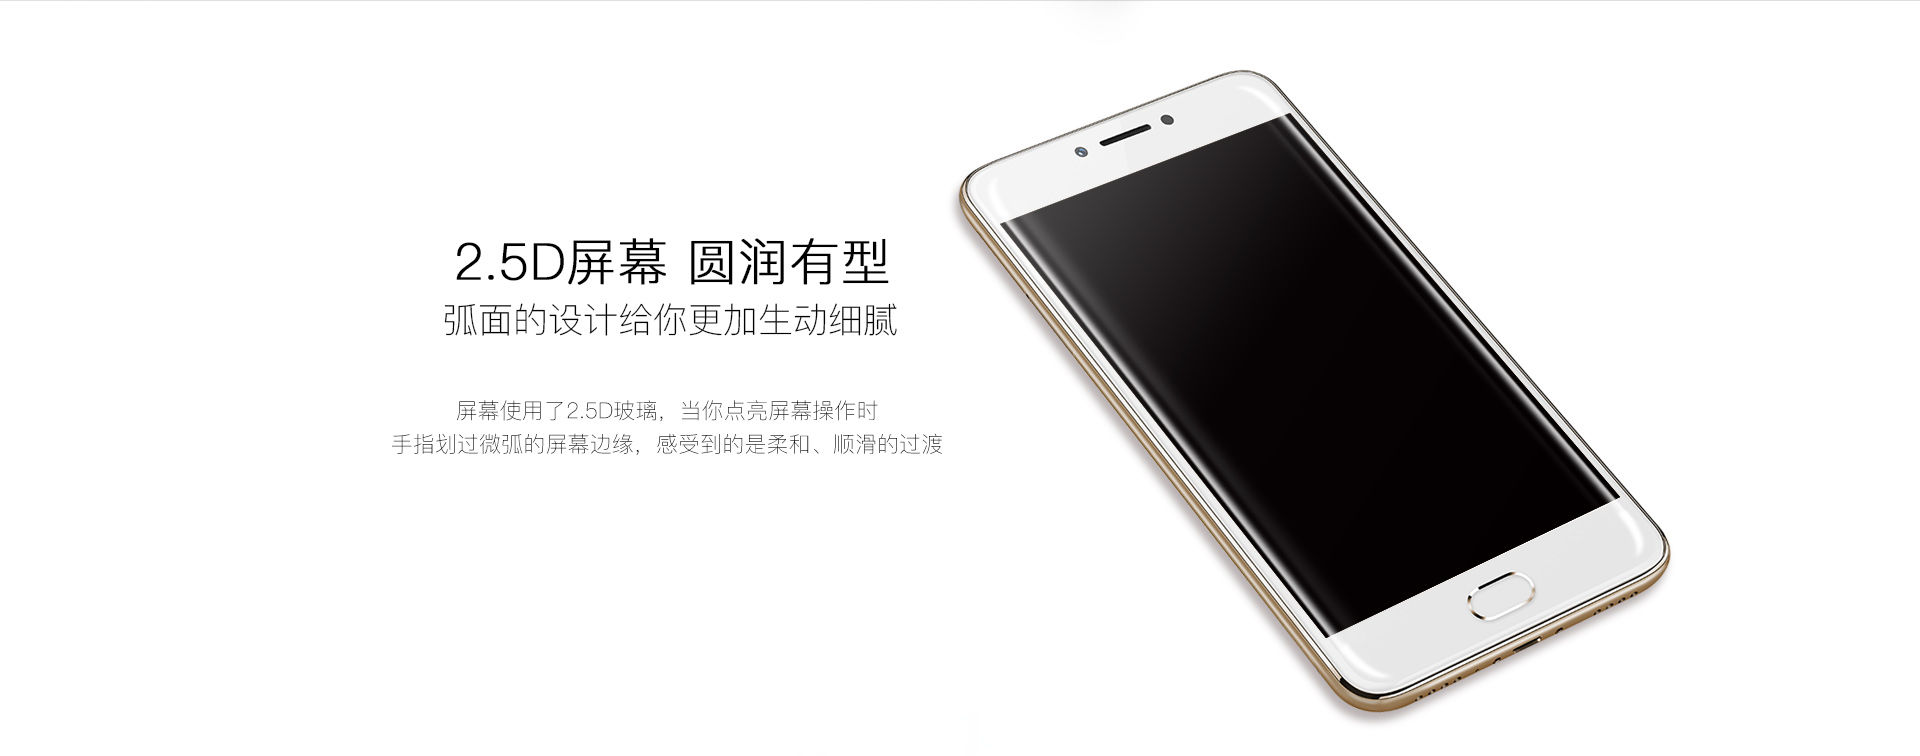 2.5D屏幕 圆润有型
弧面的设计给你更加生动细腻
屏幕使用了2.5D玻璃，当你点亮屏幕操作时
手指划过微弧的屏幕边缘，感受到的是柔和、顺滑的过渡